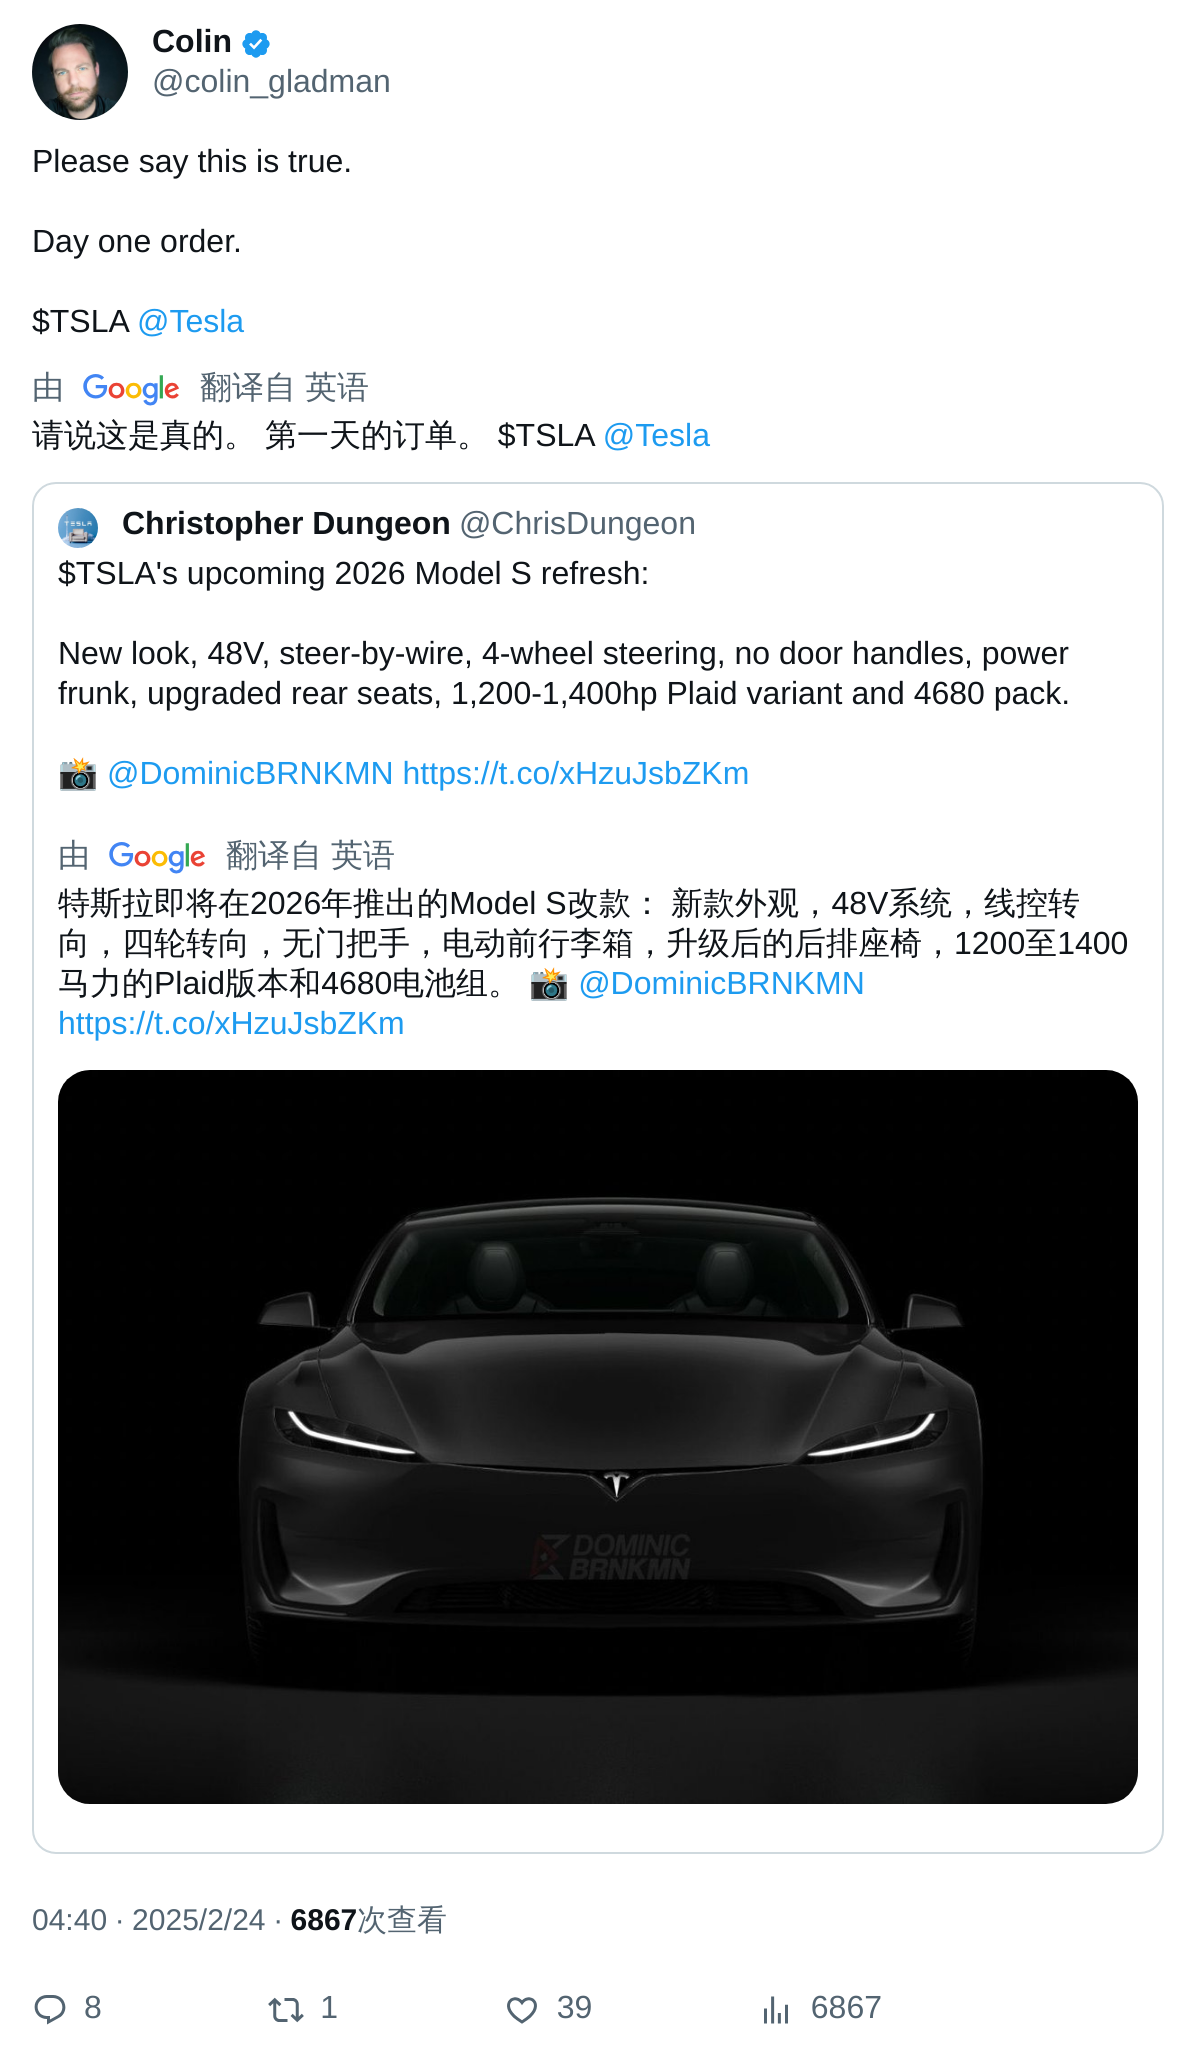 Colin
@colin_gladman
Please say this is true.
Day one order.
$TSLA @Tesla
由 Google 翻译自 英语
请说这是真的。 第一天的订单。 $TSLA @Tesla
Christopher Dungeon @ChrisDungeon
$TSLA's upcoming 2026 Model S refresh:
New look, 48V, steer-by-wire, 4-wheel steering, no door handles, power
frunk, upgraded rear seats, 1,200-1,400hp Plaid variant and 4680 pack.
📸 @DominicBRNKMN https://t.co/xHzuJsbZKm
由 Google 翻译自 英语
特斯拉即将在2026年推出的Model S改款： 新款外观，48V系统，线控转
向，四轮转向，无门把手，电动前行李箱，升级后的后排座椅，1200至1400
马力的Plaid版本和4680电池组。 📸 @DominicBRNKMN
https://t.co/xHzuJsbZKm
DOMINIC
BRNKMN
04:40 · 2025/2/24 · 6867次查看
8 1 39 6867